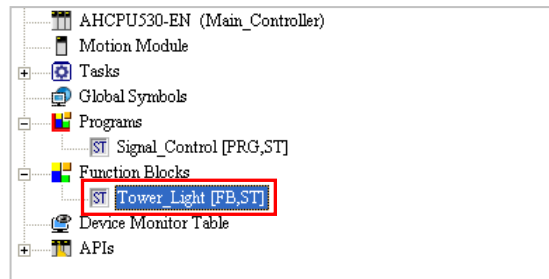 AHCPU530-EN (Main_Controller)
Motion Module
Tasks
Global Symbols
Programs
ST Signal_Control [PRG,ST]
Function Blocks
ST Tower_Light [FB,ST]
Device Monitor Table
APIs